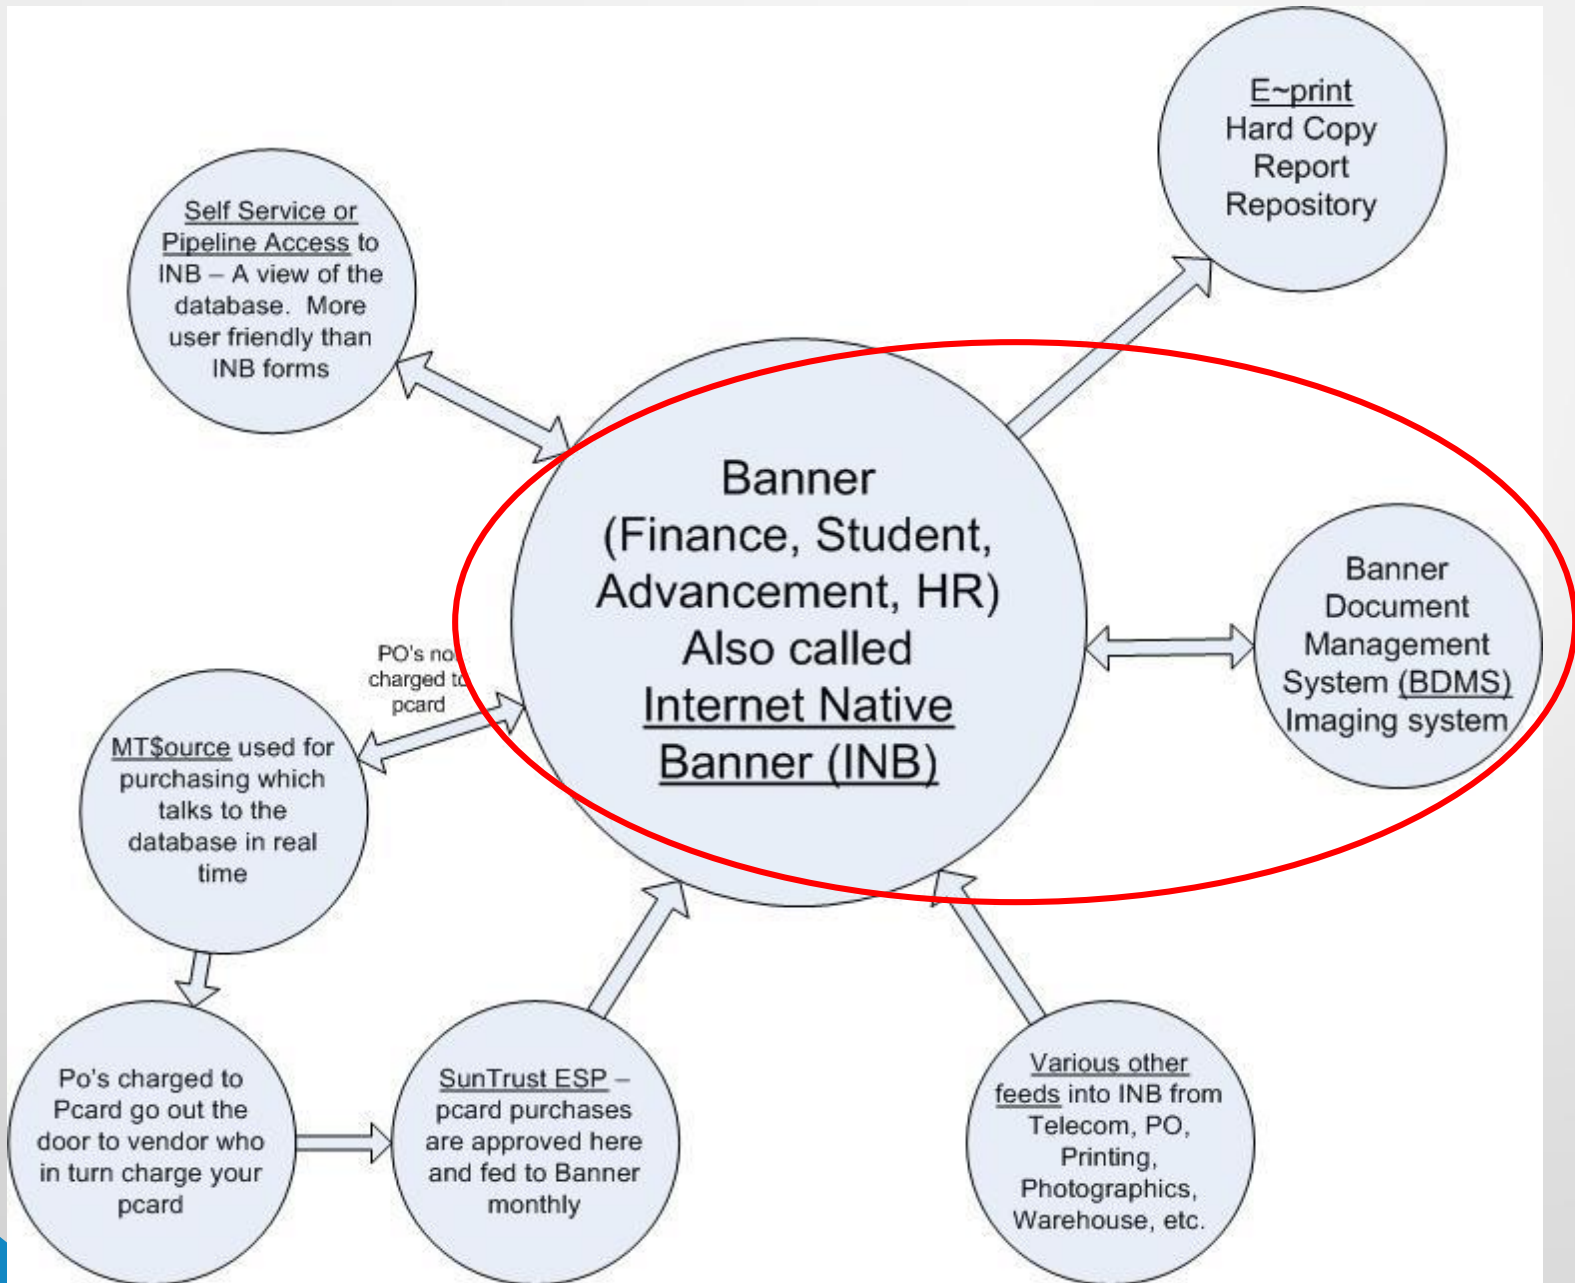 E~print
Hard Copy
Report
Repository
Self Service or
Pipeline Access to
INB – A view of the
database.  More
user friendly than
INB forms
Banner
(Finance, Student,
Advancement, HR)
Also called
Internet Native
Banner (INB)
Banner
Document
Management
System (BDMS)
Imaging system
PO's not
charged to
pcard
MT$ource used for
purchasing which
talks to the
database in real
time
Po's charged to
Pcard go out the
door to vendor who
in turn charge your
pcard
SunTrust ESP –
pcard purchases
are approved here
and fed to Banner
monthly
Various other
feeds into INB from
Telecom, PO,
Printing,
Photographics,
Warehouse, etc.